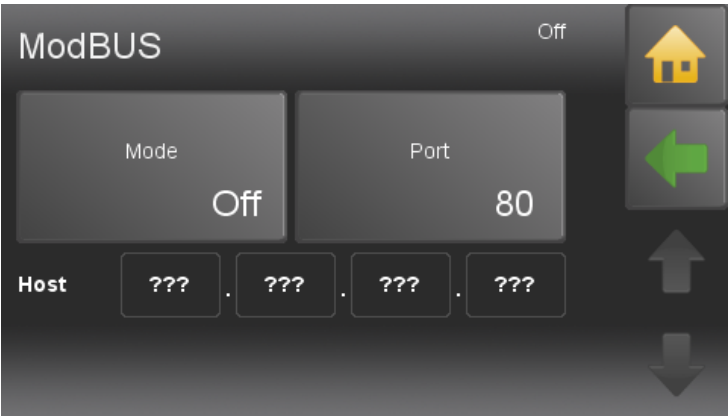 ModBUS
Off
Mode
Port
Off
80
Host ??? . ??? . ??? . ???